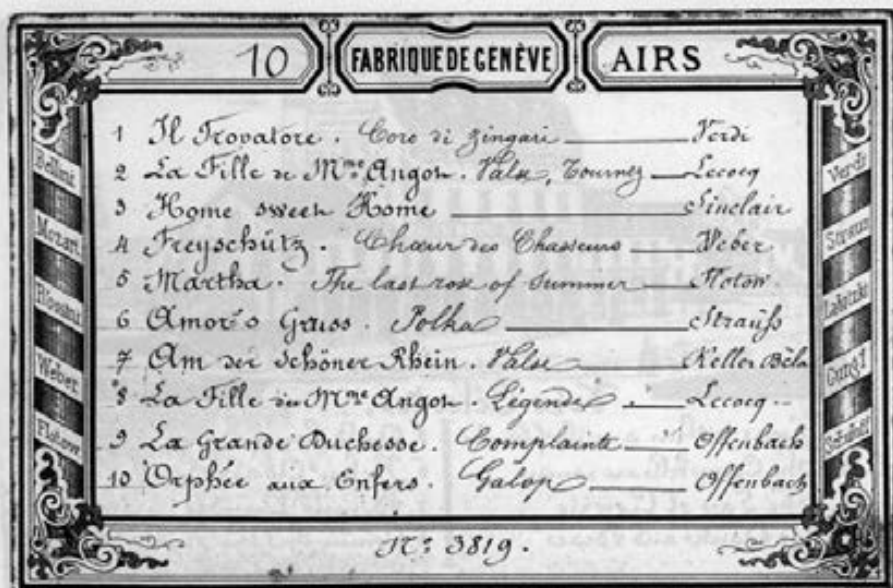 10 FABRIQUE DE GENÈVE AIRS
1 Il Trovatore. Coro di Zingari Verdi
2 La Fille de Mme Angot. Valse, Tournez Lecocq
3 Home sweet Home Sinclair
4 Freyschütz. Chœur des Chasseurs Weber
5 Martha. The last rose of Summer Flotow
6 Amor's Gruss. Polka Strauss
7 Am der schöner Rhein. Valse Keller Béla
8 La Fille de Mme Angot. Légende Lecocq
9 La Grande Duchesse. Complainte Offenbach
10 Orphée aux Enfers. Galop Offenbach
No. 3819.
Bellini
Mozart
Rossini
Weber
Flotow
Verdi
Straus
Gung'l